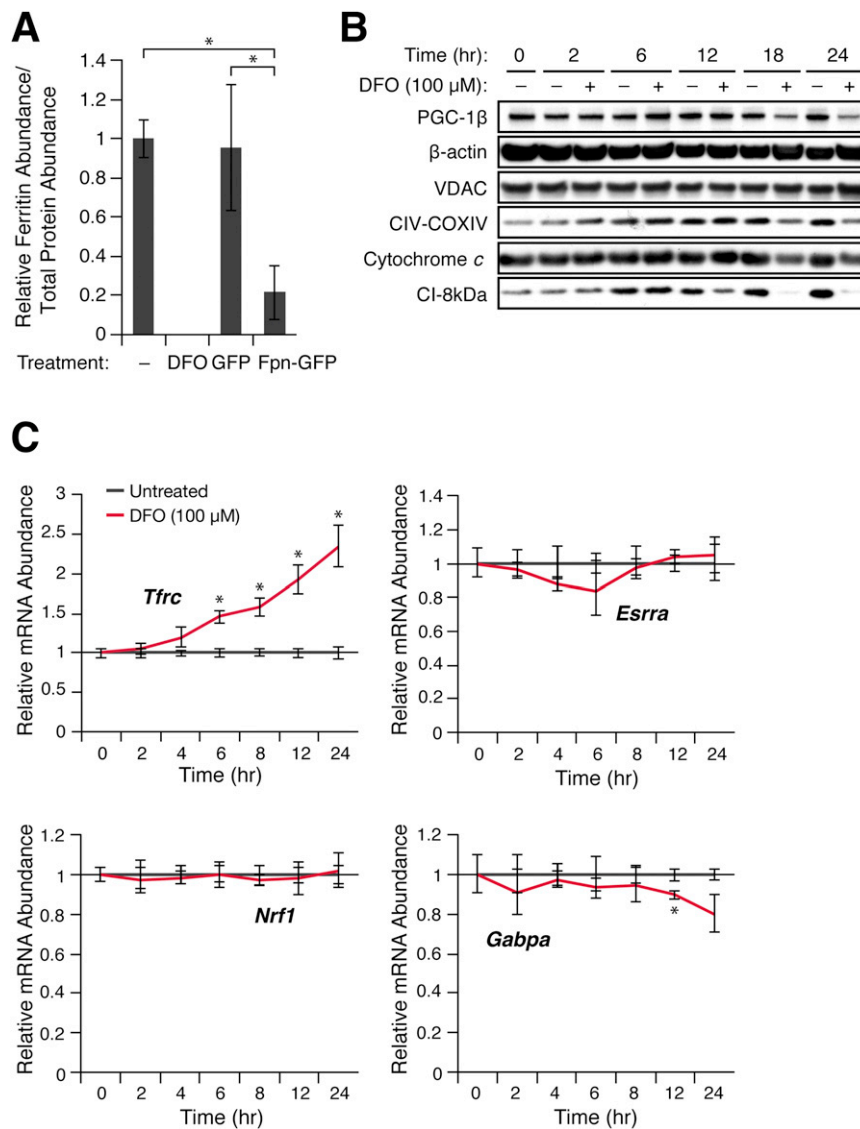 A
*
*
Relative Ferritin Abundance/
Total Protein Abundance
1.4
1.2
1
0.8
0.6
0.4
0.2
0
Treatment: – DFO GFP Fpn-GFP
B
Time (hr): 0 2 6 12 18 24
DFO (100 µM): – – + – + – + – + – +
PGC-1β
β-actin
VDAC
CIV-COXIV
Cytochrome c
CI-8kDa
C
Relative mRNA Abundance
3
2.5
2
1.5
1
0.5
0
Untreated
DFO (100 µM)
Tfrc
* * * *
0 2 4 6 8 12 24
Time (hr)
Relative mRNA Abundance
1.4
1.2
1
0.8
0.6
0.4
0.2
0
Esrra
0 2 4 6 8 12 24
Time (hr)
Relative mRNA Abundance
1.2
1
0.8
0.6
0.4
0.2
0
Nrf1
0 2 4 6 8 12 24
Time (hr)
Relative mRNA Abundance
1.2
1
0.8
0.6
0.4
0.2
0
*
Gabpa
0 2 4 6 8 12 24
Time (hr)